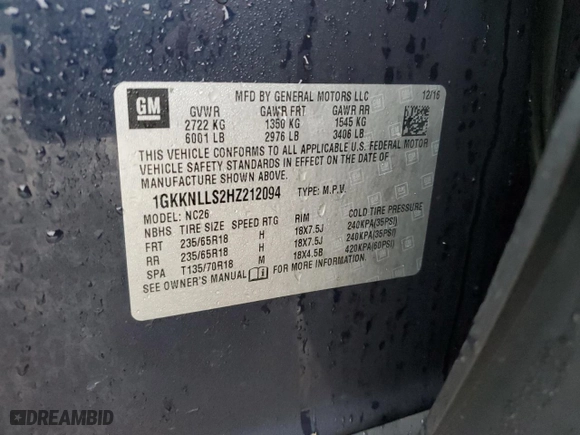 GM
MFD BY GENERAL MOTORS LLC 12/16
GVWR GAWR FRT GAWR RR
2722 KG 1350 KG 1545 KG
6001 LB 2976 LB 3406 LB
THIS VEHICLE CONFORMS TO ALL APPLICABLE U.S. FEDERAL MOTOR
VEHICLE SAFETY STANDARDS IN EFFECT ON THE DATE OF
MANUFACTURE SHOWN ABOVE.
1GKKNLLS2HZ212094 TYPE: M.P.V.
MODEL: NC26
NBHS TIRE SIZE SPEED RTG RIM COLD TIRE PRESSURE
FRT 235/65R18 H 18X7.5J 240KPA(35PSI)
RR 235/65R18 H 18X7.5J 240KPA(35PSI)
SPA T135/70R18 M 18X4.5B 420KPA(60PSI)
SEE OWNER'S MANUAL FOR MORE INFORMATION.
DREAMBID